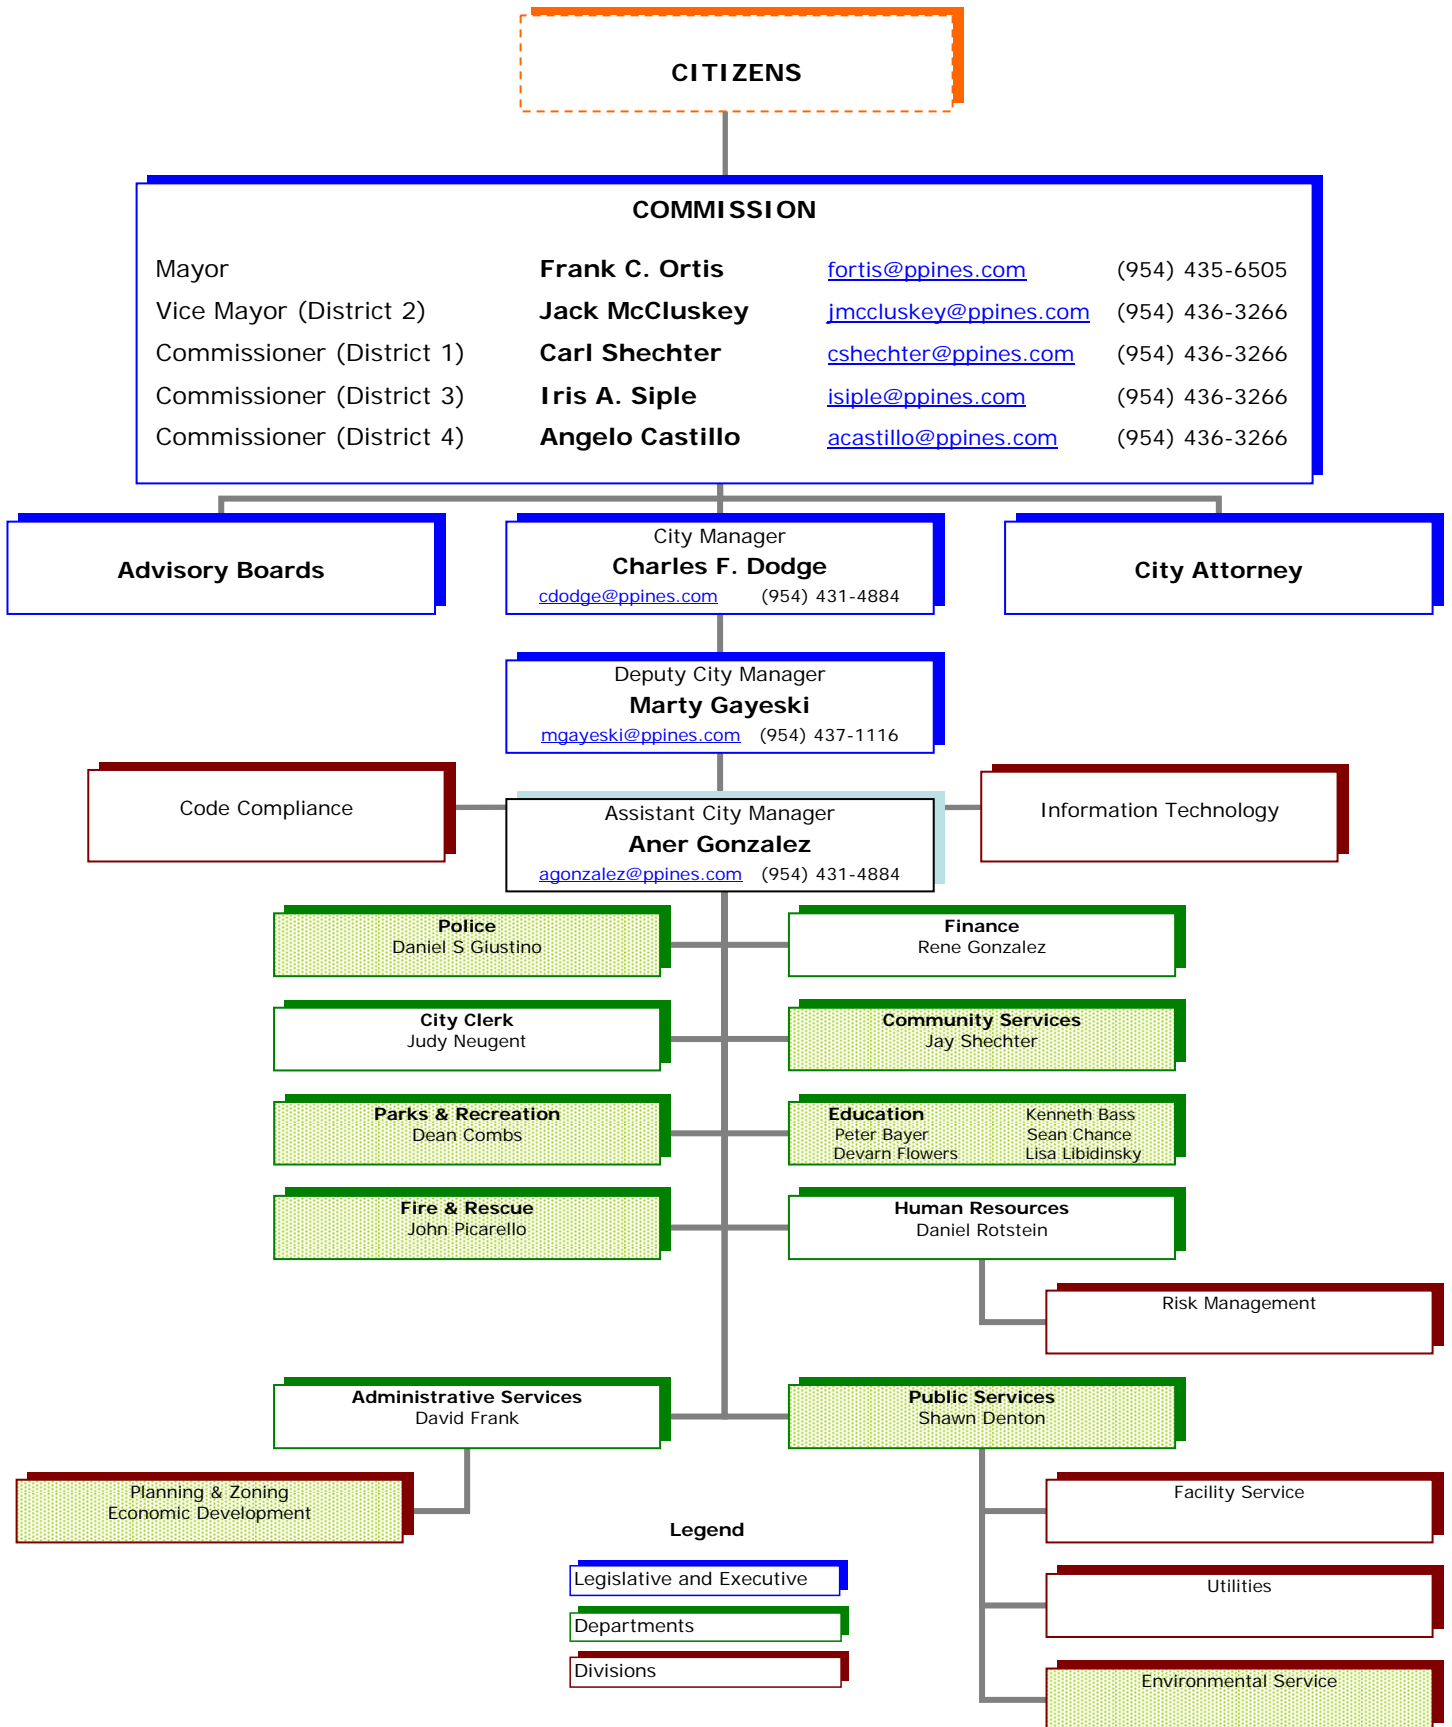 CITIZENS
COMMISSION
Mayor Frank C. Ortis fortis@ppines.com (954) 435-6505
Vice Mayor (District 2) Jack McCluskey jmccluskey@ppines.com (954) 436-3266
Commissioner (District 1) Carl Shechter cshechter@ppines.com (954) 436-3266
Commissioner (District 3) Iris A. Siple isiple@ppines.com (954) 436-3266
Commissioner (District 4) Angelo Castillo acastillo@ppines.com (954) 436-3266
Advisory Boards
City Manager
Charles F. Dodge
cdodge@ppines.com (954) 431-4884
City Attorney
Deputy City Manager
Marty Gayeski
mgayeski@ppines.com (954) 437-1116
Code Compliance
Assistant City Manager
Aner Gonzalez
agonzalez@ppines.com (954) 431-4884
Information Technology
Police
Daniel S Giustino
Finance
Rene Gonzalez
City Clerk
Judy Neugent
Community Services
Jay Shechter
Parks & Recreation
Dean Combs
Education Kenneth Bass
Peter Bayer Sean Chance
Devarn Flowers Lisa Libidinsky
Fire & Rescue
John Picarello
Human Resources
Daniel Rotstein
Risk Management
Administrative Services
David Frank
Public Services
Shawn Denton
Planning & Zoning
Economic Development
Facility Service
Utilities
Environmental Service
Legend
Legislative and Executive
Departments
Divisions